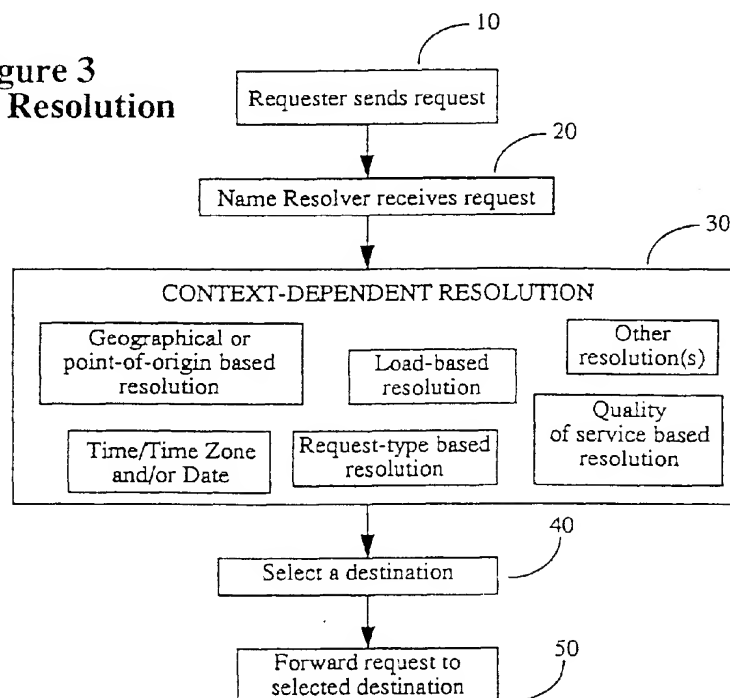 10
gure 3
Resolution
Requester sends request
20
Name Resolver receives request
30
CONTEXT-DEPENDENT RESOLUTION
Geographical or
point-of-origin based
resolution
Load-based
resolution
Other
resolution(s)
Time/Time Zone
and/or Date
Request-type based
resolution
Quality
of service based
resolution
40
Select a destination
50
Forward request to
selected destination